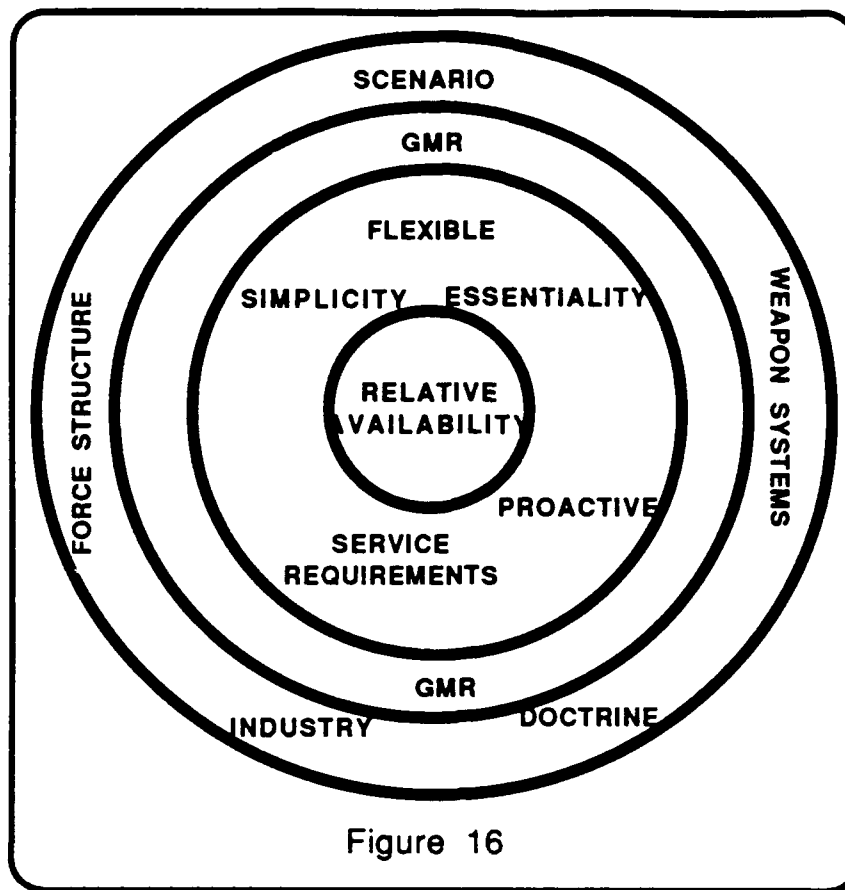 SCENARIO
GMR
FLEXIBLE
SIMPLICITY ESSENTIALITY
FORCE STRUCTURE
WEAPON SYSTEMS
RELATIVE
AVAILABILITY
PROACTIVE
SERVICE
REQUIREMENTS
GMR
INDUSTRY DOCTRINE
Figure 16